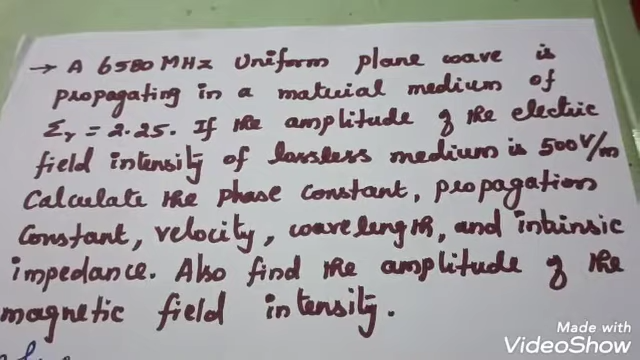 → A 6580 MHz Uniform plane wave is
propagating in a material medium of
Σr = 2.25. If the amplitude of the electric
field intensity of lossless medium is 500V/m
Calculate the phase constant, propagation
constant, velocity, wavelength, and intrinsic
impedance. Also find the amplitude of the
magnetic field intensity.
Made with
VideoShow